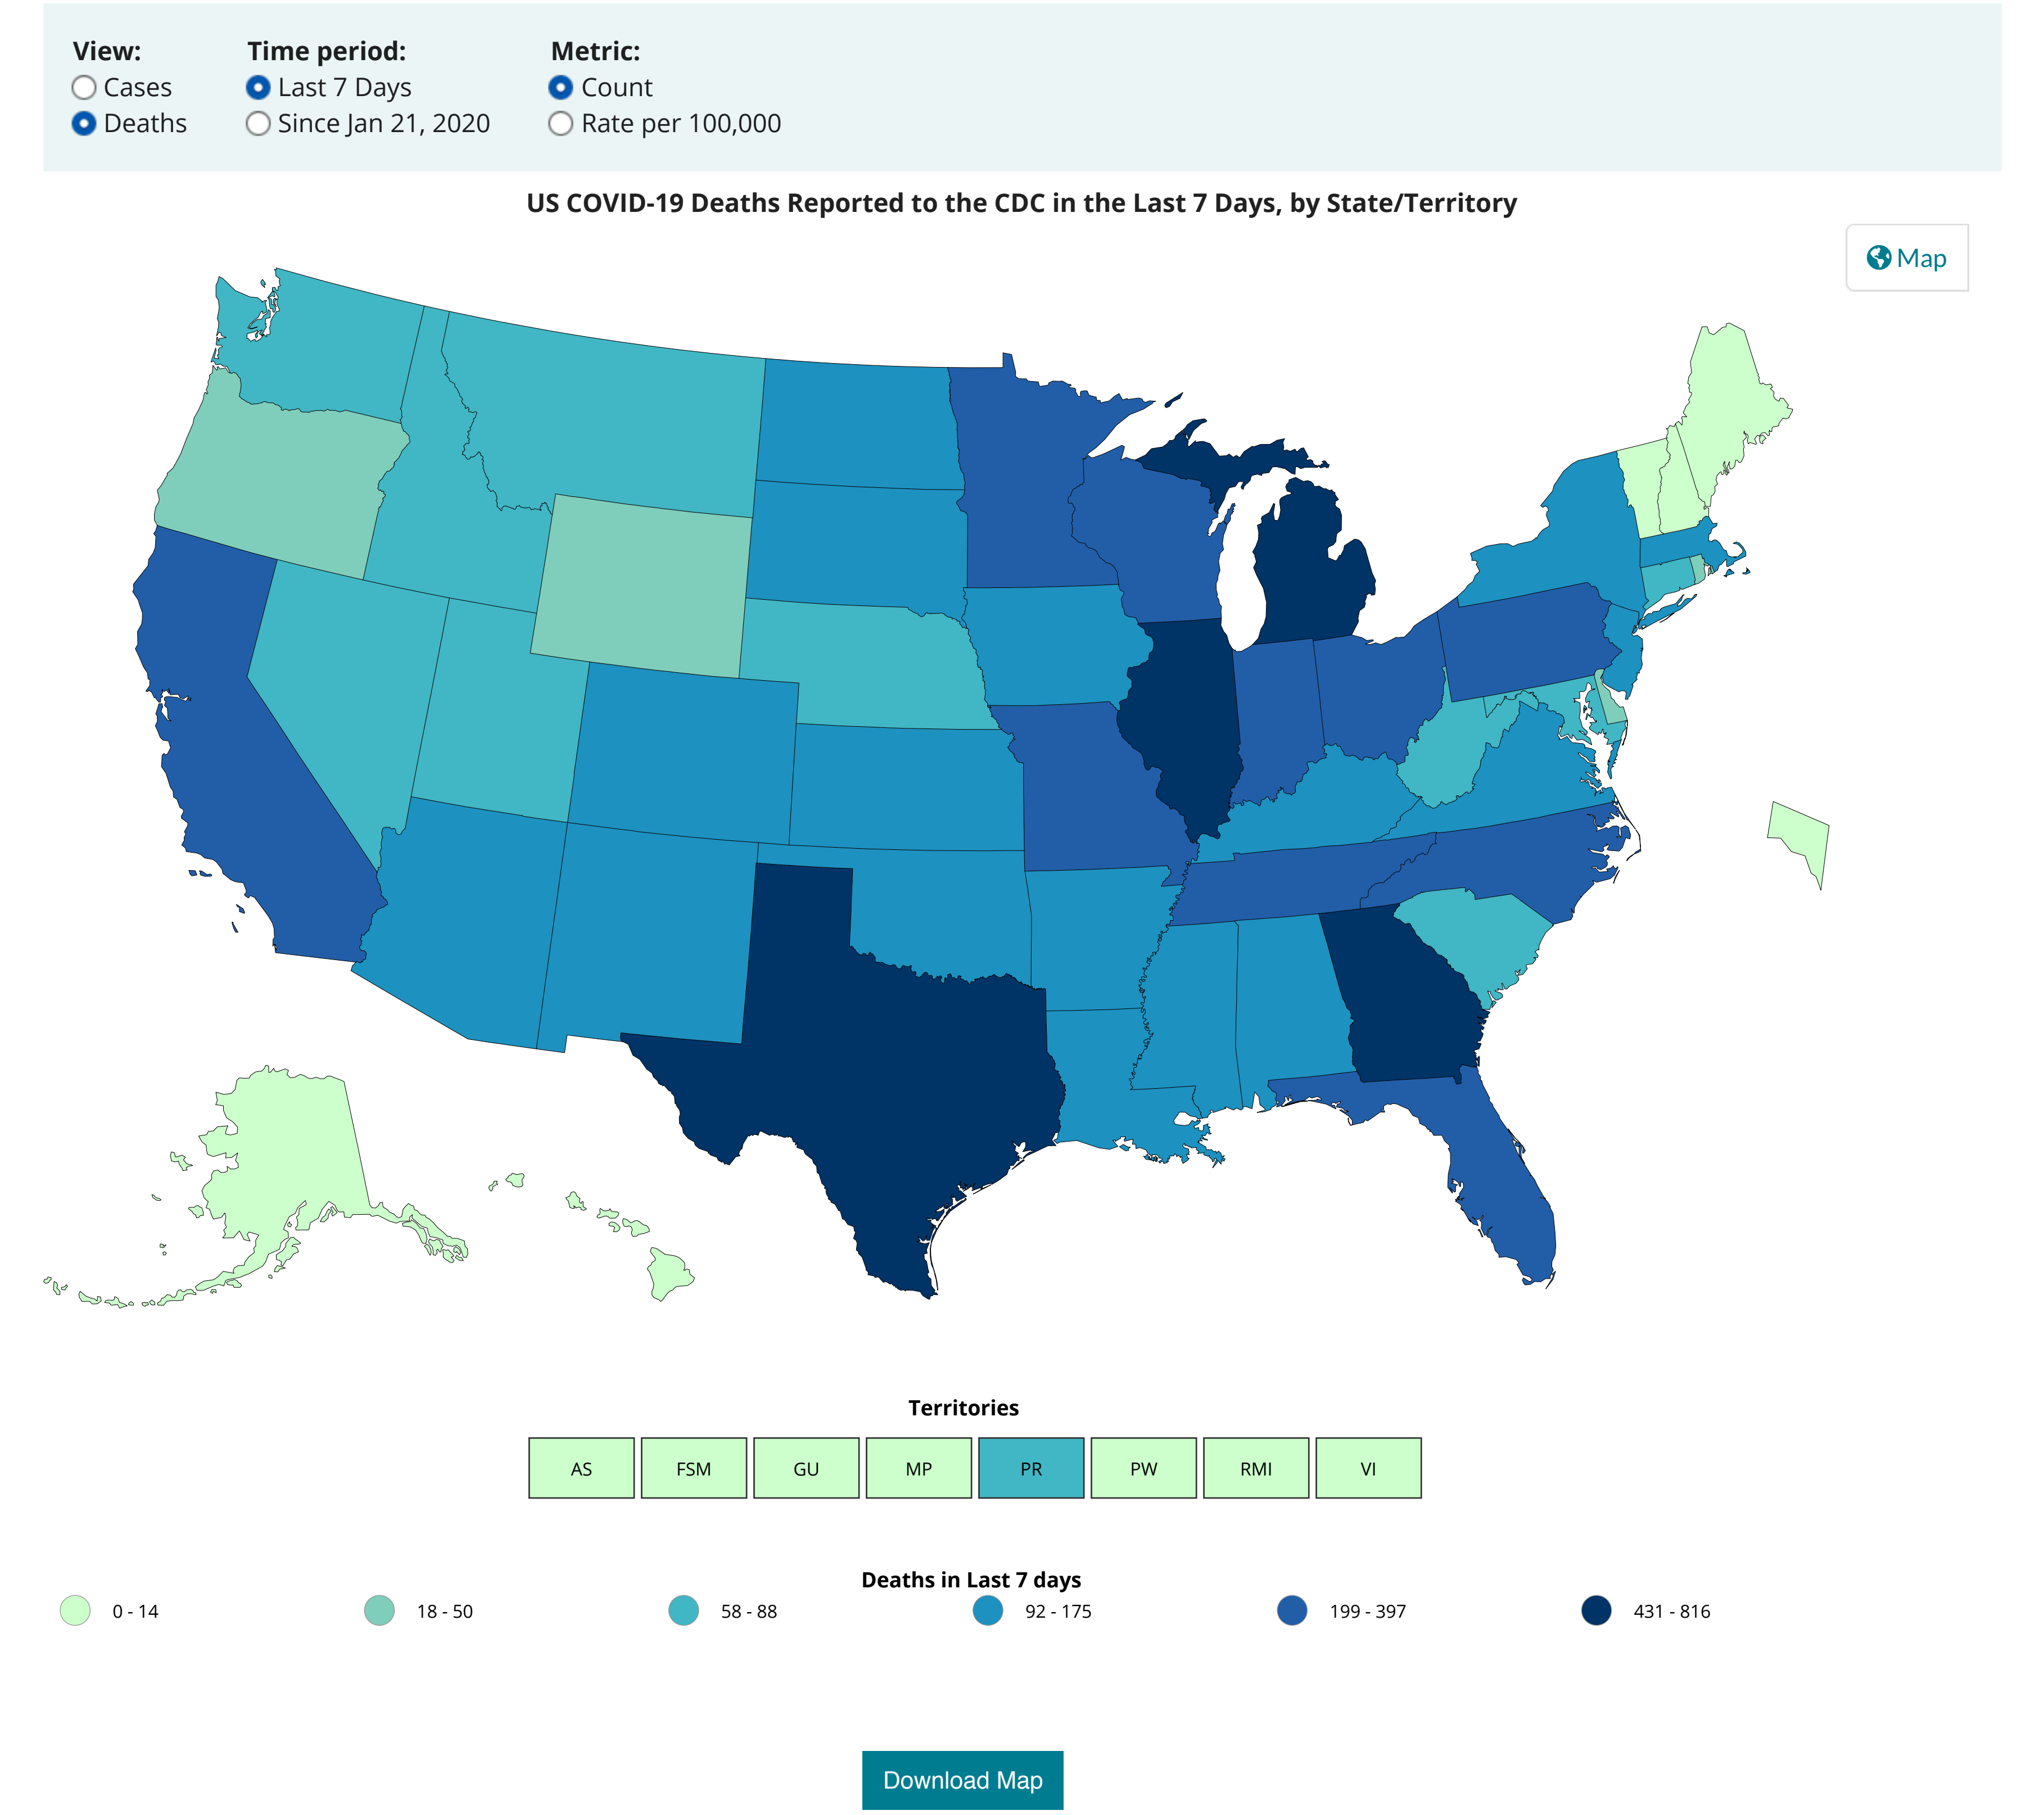 View:
Cases
Deaths
Time period:
Last 7 Days
Since Jan 21, 2020
Metric:
Count
Rate per 100,000
US COVID-19 Deaths Reported to the CDC in the Last 7 Days, by State/Territory
Map
Territories
AS FSM GU MP PR PW RMI VI
Deaths in Last 7 days
0 - 14 18 - 50 58 - 88 92 - 175 199 - 397 431 - 816
Download Map